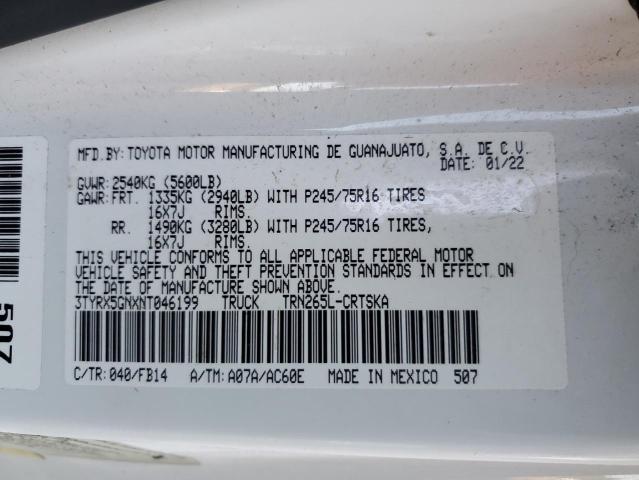 MFD.BY:TOYOTA MOTOR MANUFACTURING DE GUANAJUATO, S.A. DE C.V.
DATE: 01/22
GVWR:2540KG (5600LB)
GAWR:FRT. 1335KG (2940LB) WITH P245/75R16 TIRES
16X7J RIMS.
RR. 1490KG (3280LB) WITH P245/75R16 TIRES,
16X7J RIMS.
THIS VEHICLE CONFORMS TO ALL APPLICABLE FEDERAL MOTOR
VEHICLE SAFETY AND THEFT PREVENTION STANDARDS IN EFFECT ON
THE DATE OF MANUFACTURE SHOWN ABOVE.
3TYRX5GNXNT046199 TRUCK TRN265L-CRTSKA
C/TR:040/FB14 A/TM:A07A/AC60E MADE IN MEXICO 507
507